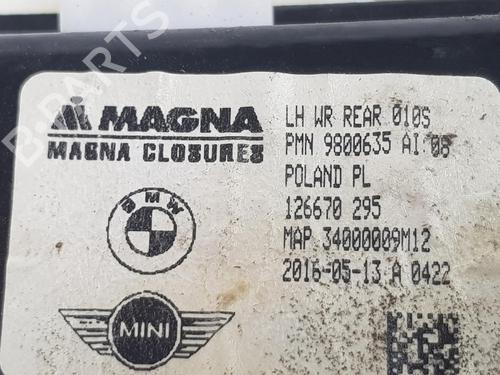 MAGNA
MAGNA CLOSURES
BMW
MINI
LH WR REAR 010S
PMN 9800635 AI 08
POLAND PL
126670 295
MAP 34000009M12
2016-05-13 A 0422
B-PARTS